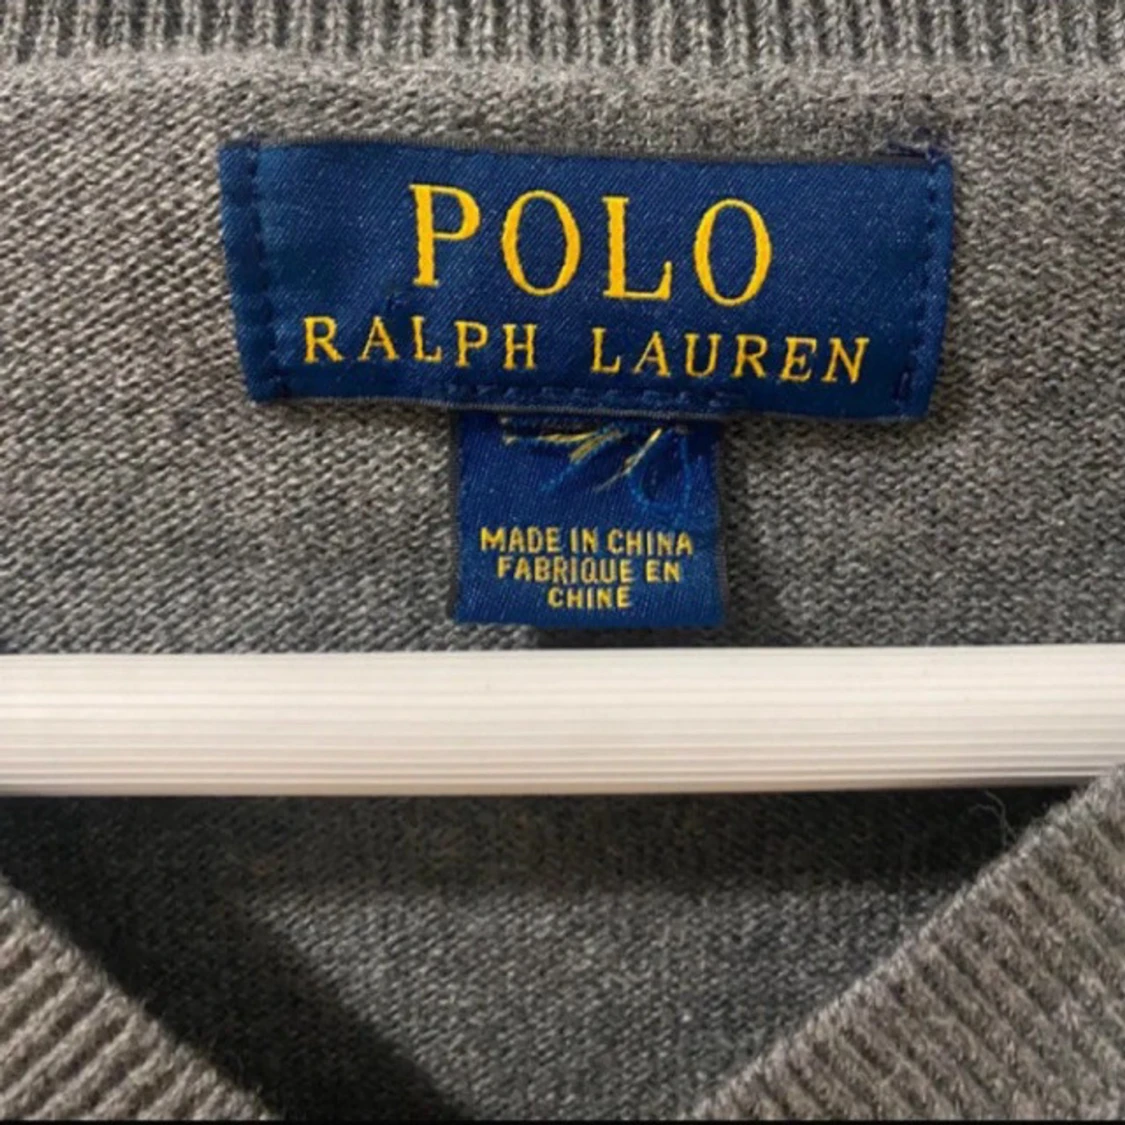 POLO
RALPH LAUREN
MADE IN CHINA
FABRIQUE EN
CHINE